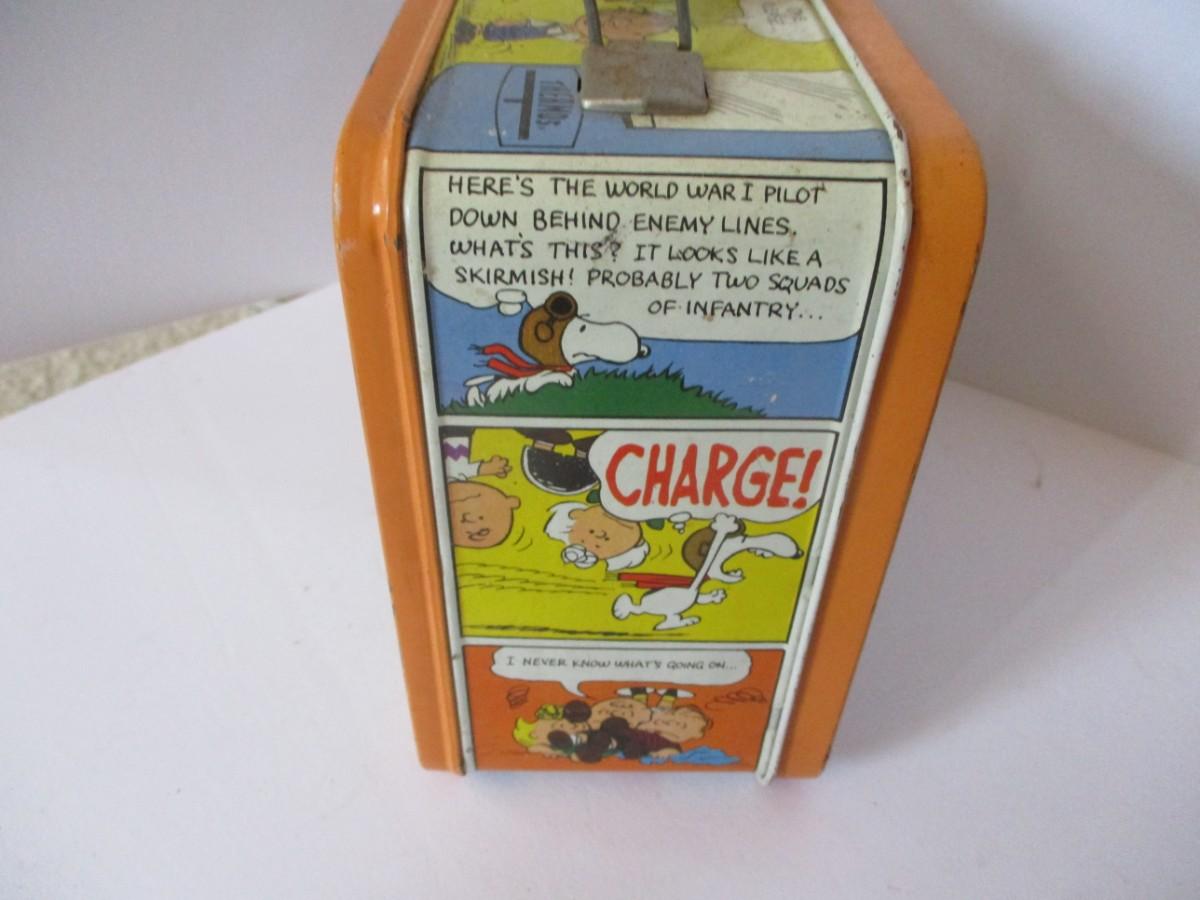 THERMOS
HERE'S THE WORLD WAR I PILOT
DOWN BEHIND ENEMY LINES.
WHAT'S THIS? IT LOOKS LIKE A
SKIRMISH! PROBABLY TWO SQUADS
OF INFANTRY...
CHARGE!
I NEVER KNOW WHAT'S GOING ON...